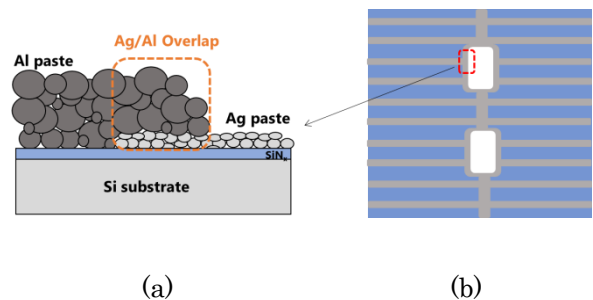 Ag/Al Overlap
Al paste
Ag paste
SiNx
Si substrate
(a)
(b)